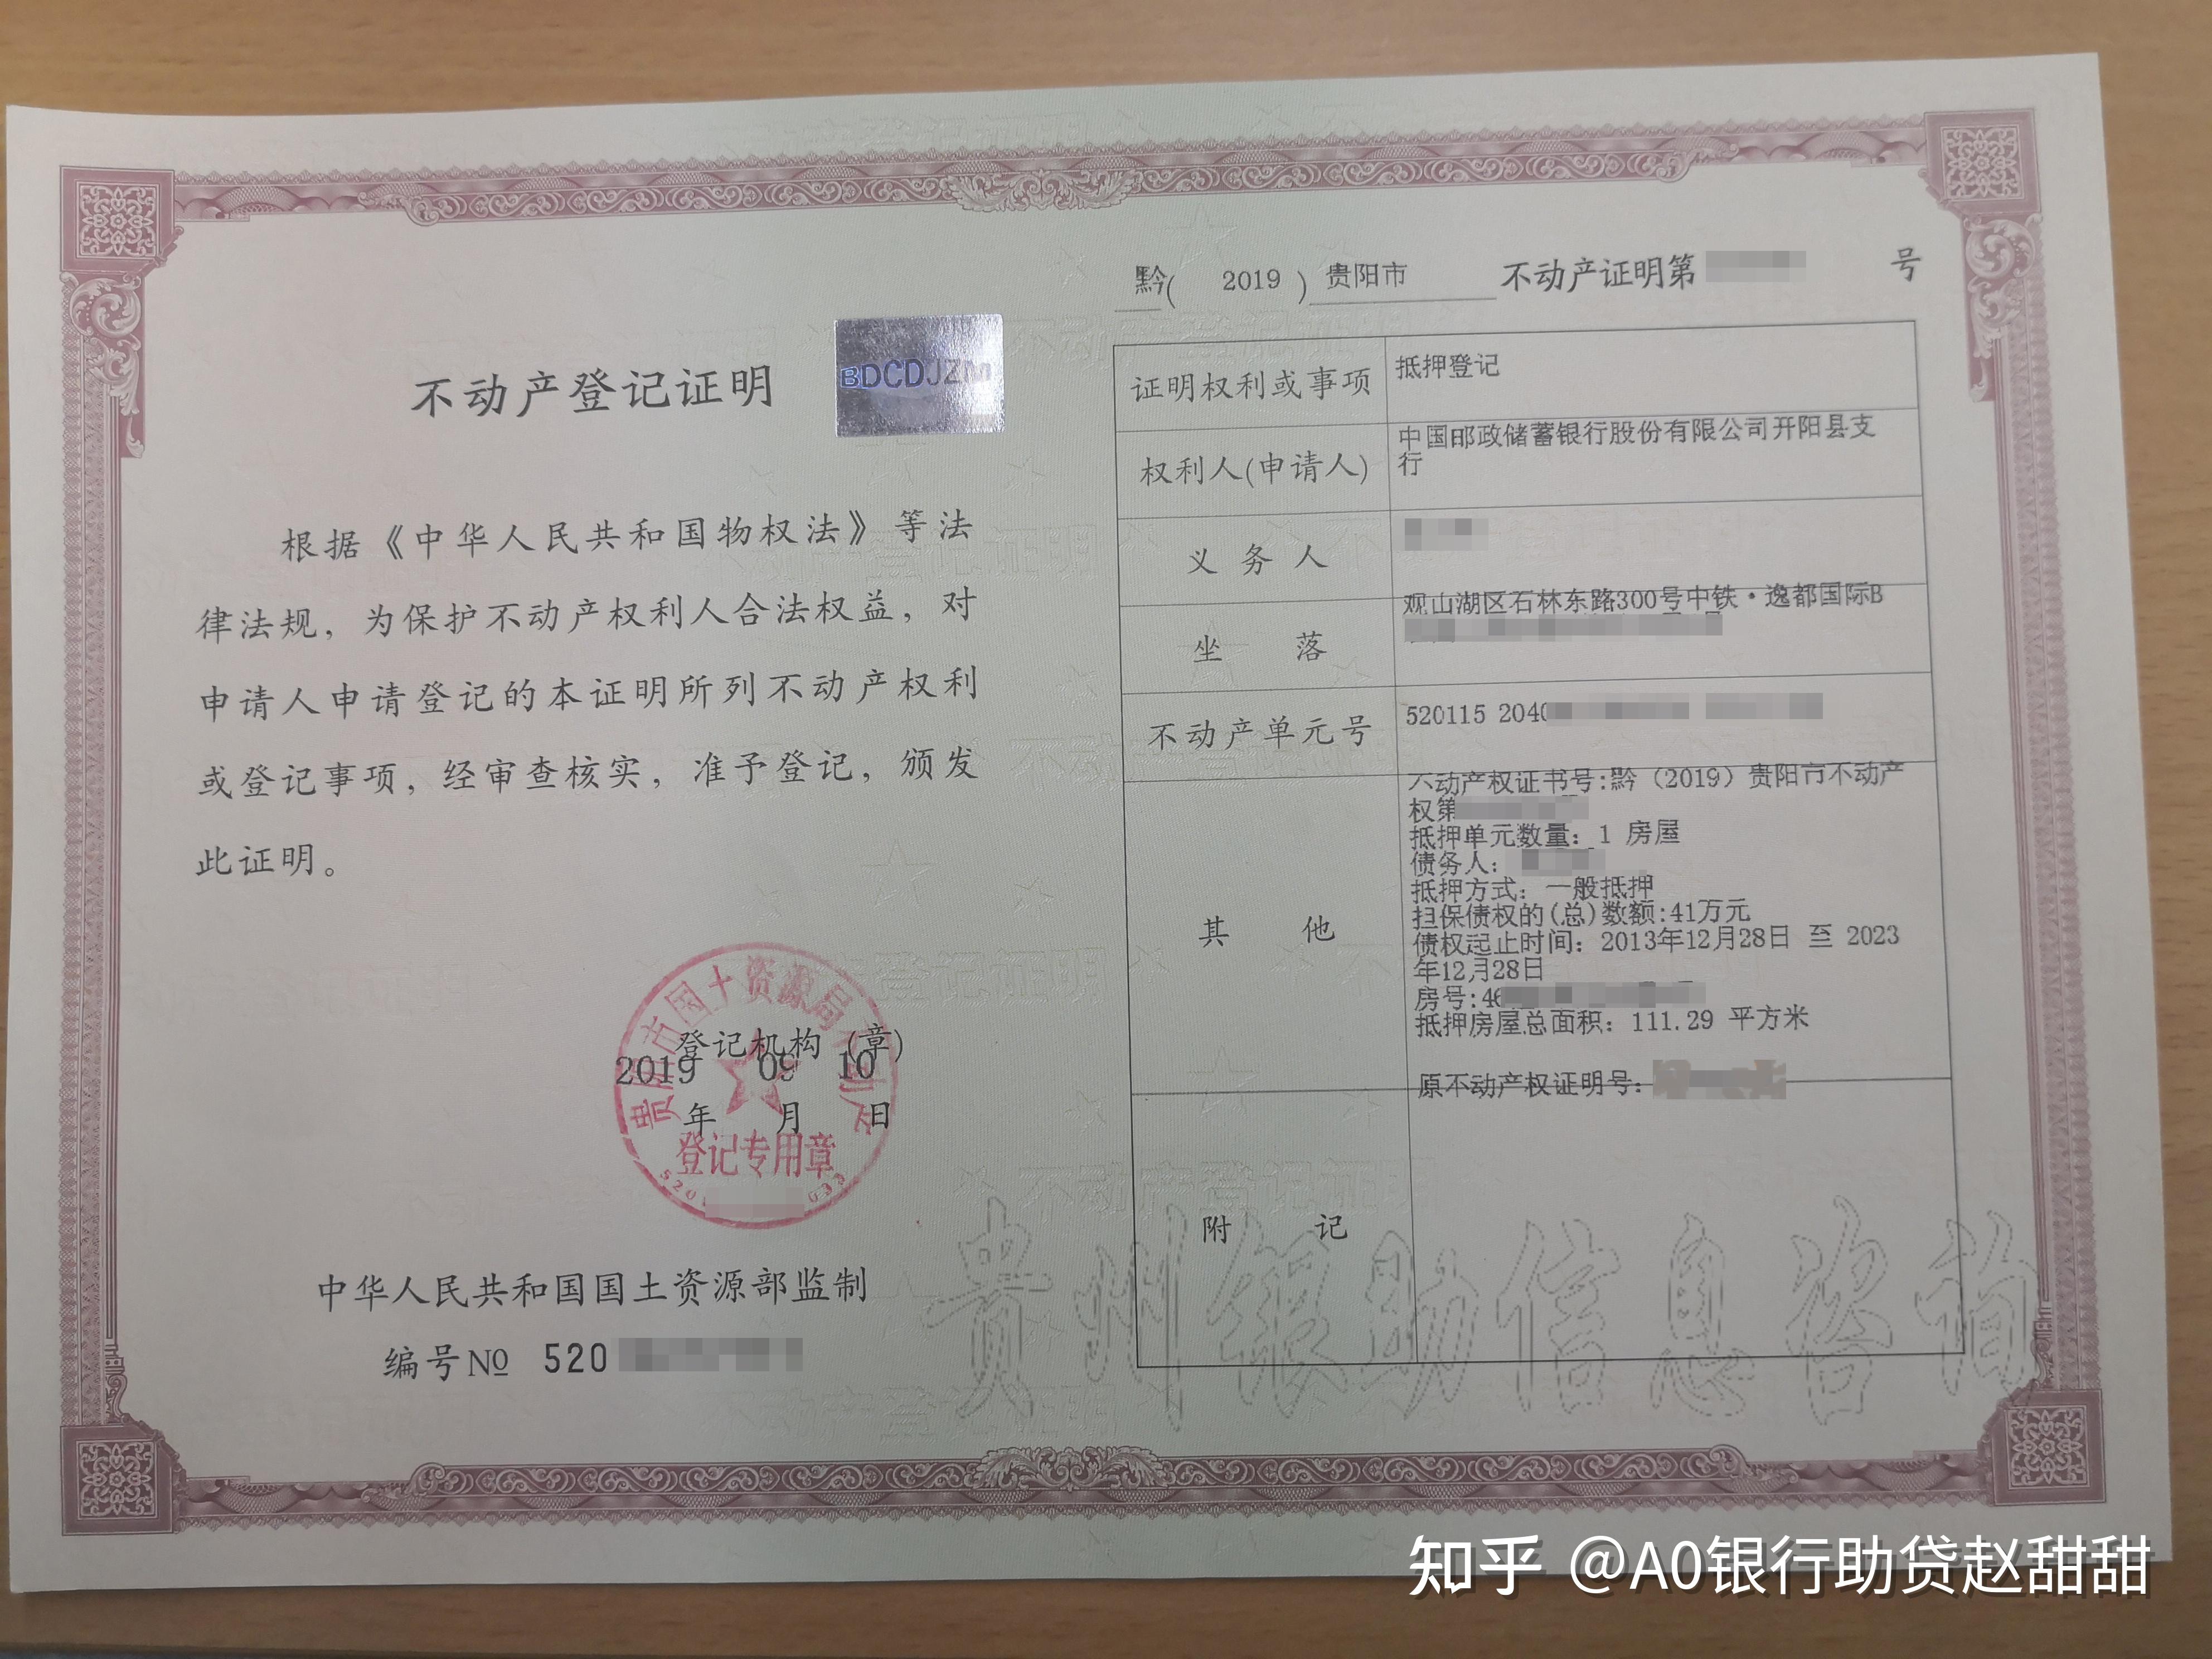 不动产登记证明
BDCDJZM
根据《中华人民共和国物权法》等法
律法规，为保护不动产权利人合法权益，对
申请人申请登记的本证明所列不动产权利
或登记事项，经审查核实，准予登记，颁发
此证明。
贵阳市国土资源局
登记机构（章）
2019 09 10
年 月 日
登记专用章
中华人民共和国国土资源部监制
编号 № 520
黔( 2019 ) 贵阳市 不动产证明第 号
证明权利或事项 抵押登记
权利人(申请人) 中国邮政储蓄银行股份有限公司开阳县支
行
义务人
坐落 观山湖区石林东路300号中铁·逸都国际B
不动产单元号 520115 2040
其他
不动产权证书号:黔（2019）贵阳市不动产
权第
抵押单元数量：1 房屋
债务人：
抵押方式：一般抵押
担保债权的(总)数额:41万元
债权起止时间：2013年12月28日 至 2023
年12月28日
房号:46
抵押房屋总面积：111.29 平方米
原不动产权证明号：
附记
贵州银助信息咨询
知乎 @A0银行助贷赵甜甜